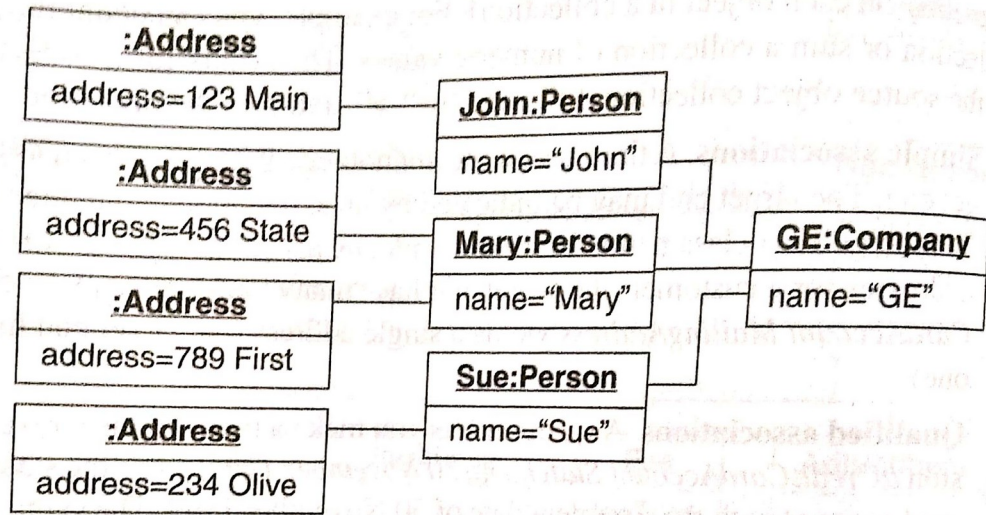 :Address
address=123 Main
:Address
address=456 State
:Address
address=789 First
:Address
address=234 Olive
John:Person
name="John"
Mary:Person
name="Mary"
Sue:Person
name="Sue"
GE:Company
name="GE"